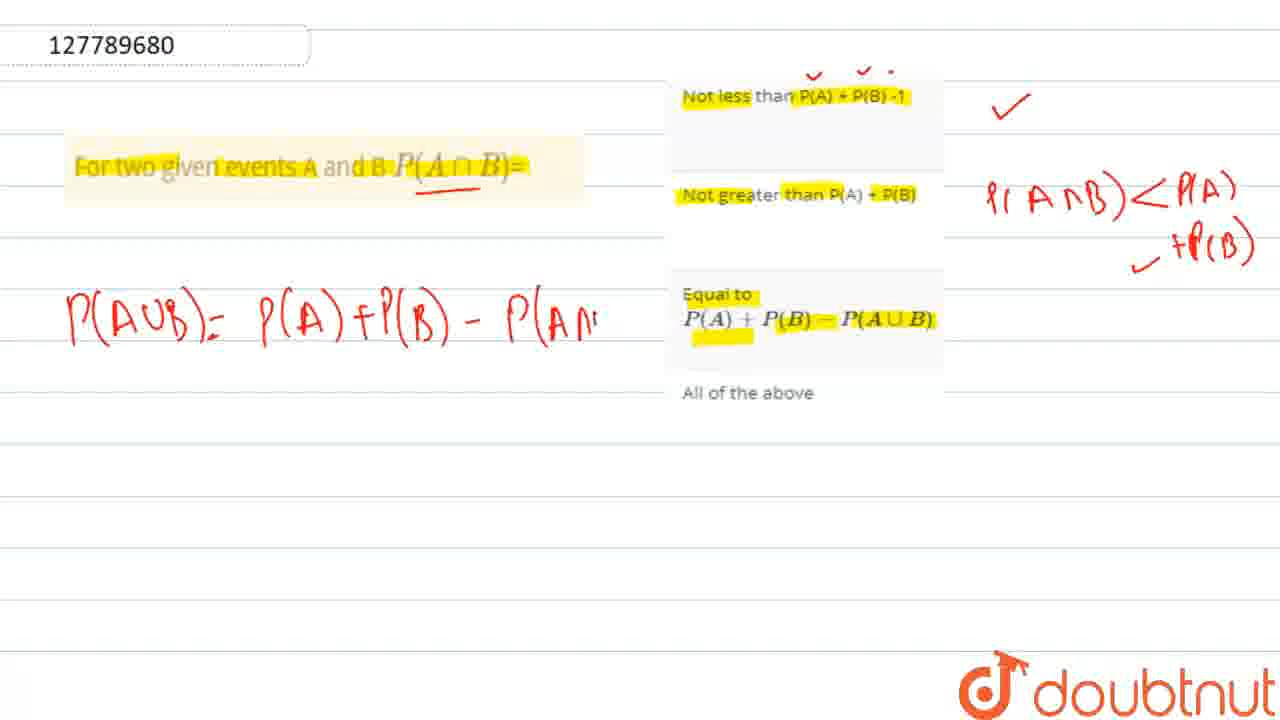 127789680
For two given events A and B P(A ∩ B)=
Not less than P(A) + P(B) -1
Not greater than P(A) + P(B)
Equal to
P(A) + P(B) − P(A ∪ B)
All of the above
P(A∩B) < P(A)
+P(B)
P(A∪B)= P(A)+P(B) - P(A∩
doubtnut